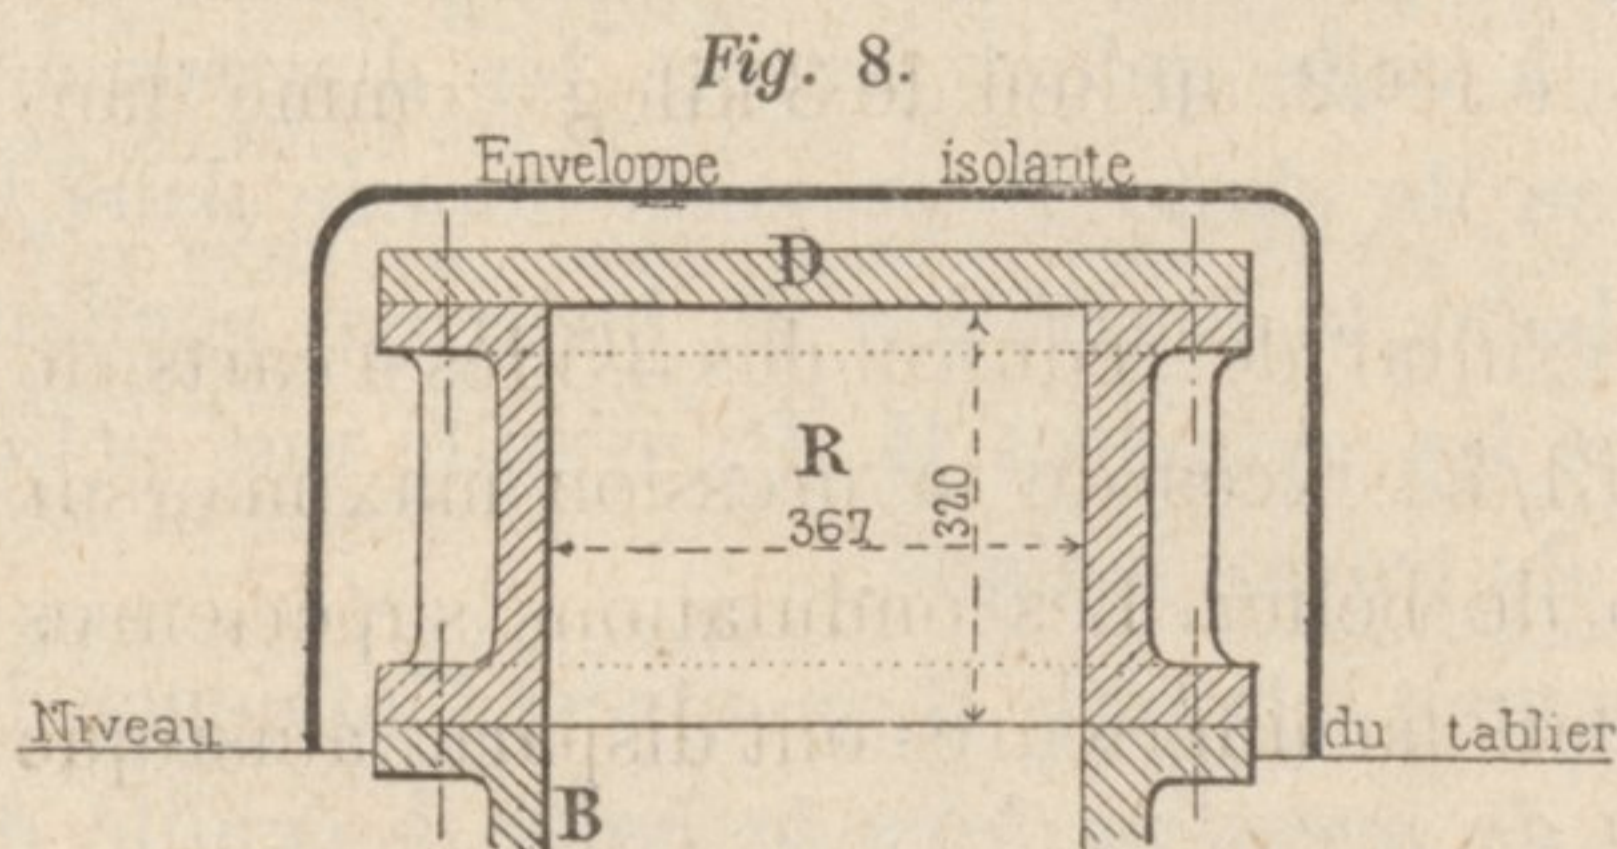 Fig. 8.
Enveloppe isolante
D
R
367
320
Niveau du tablier
B